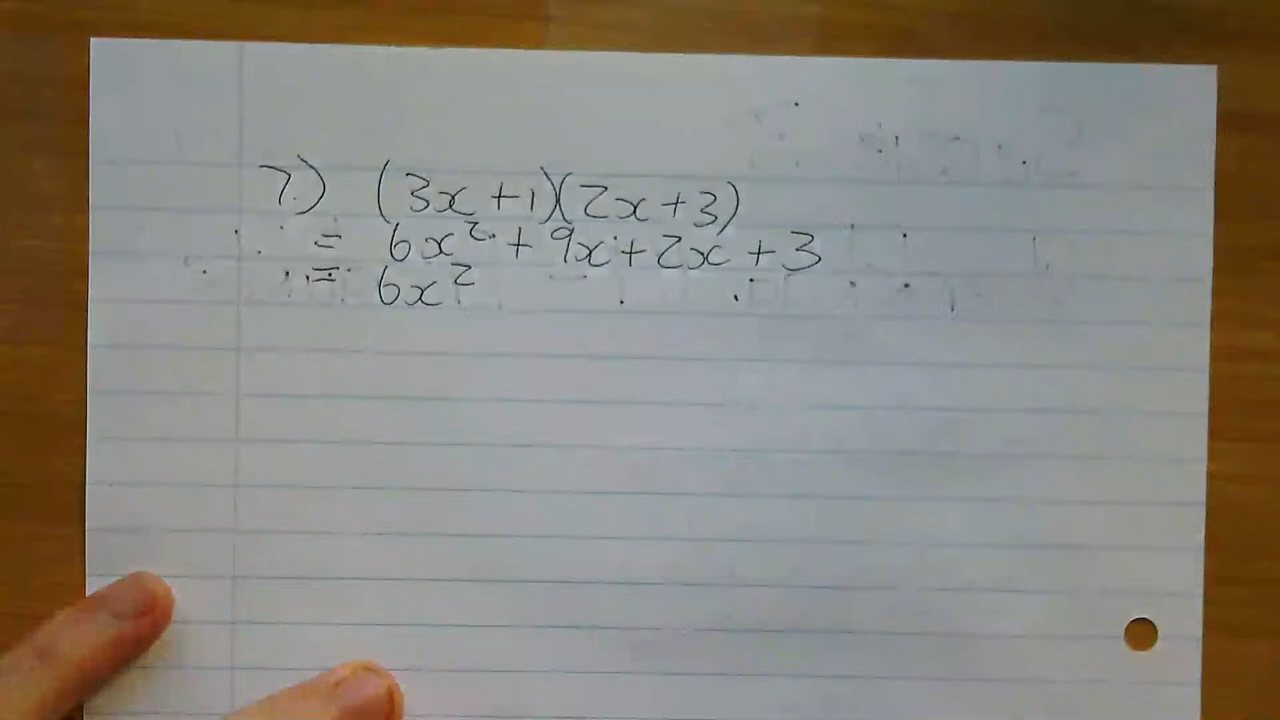 7.) (3x+1)(2x+3)
= 6x² + 9x + 2x + 3
= 6x²